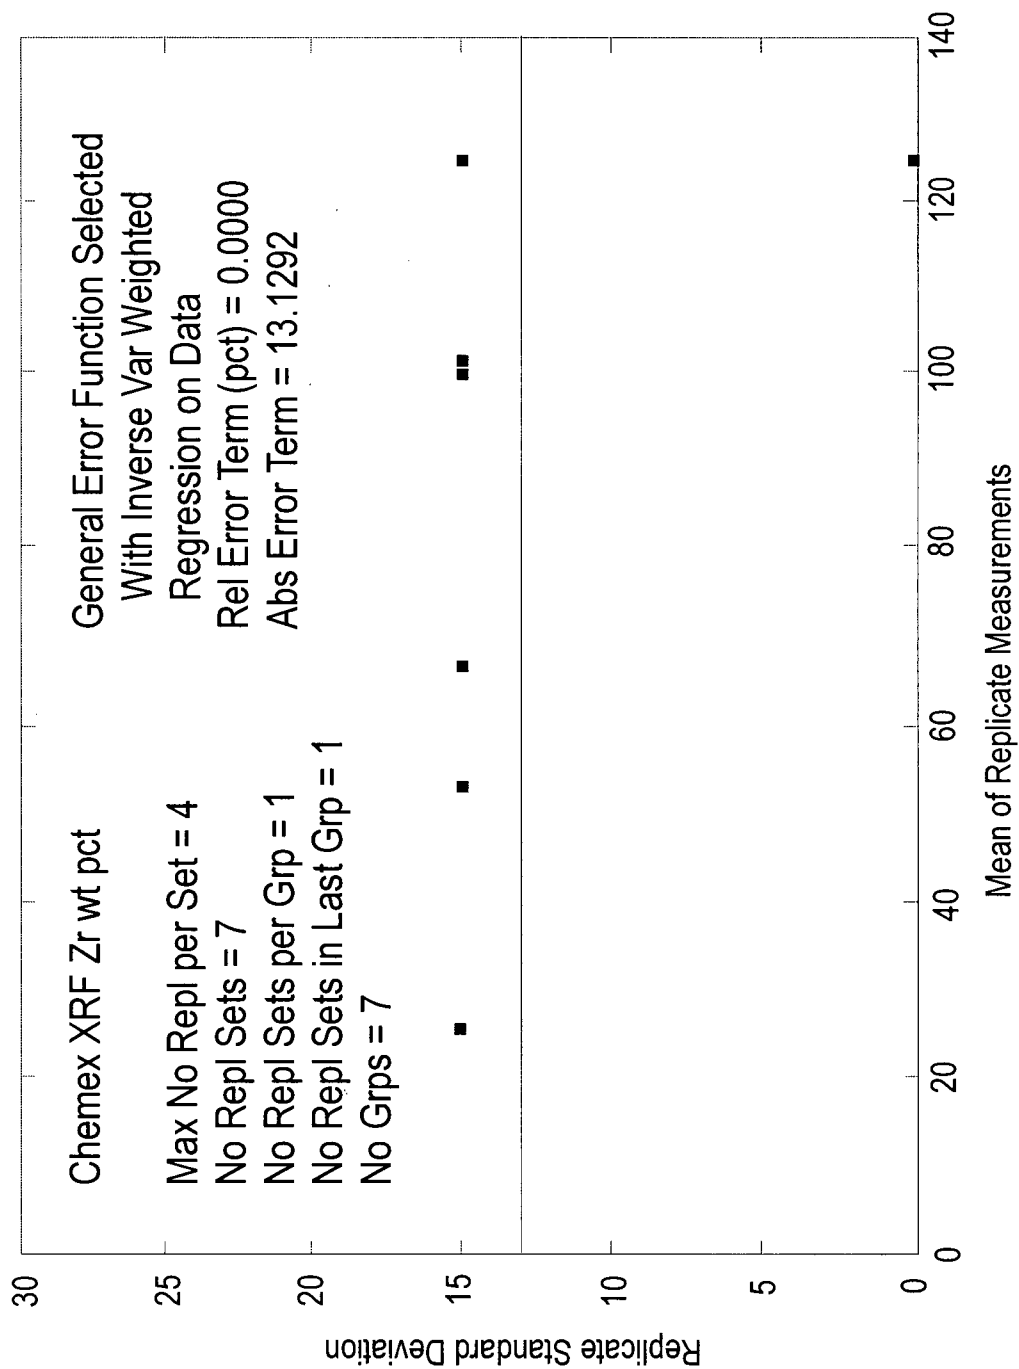 Chemex XRF Zr wt pct
Max No Repl per Set = 4
No Repl Sets = 7
No Repl Sets per Grp = 1
No Repl Sets in Last Grp = 1
No Grps = 7
General Error Function Selected
With Inverse Var Weighted
Regression on Data
Rel Error Term (pct) = 0.0000
Abs Error Term = 13.1292
Replicate Standard Deviation
30
25
20
15
10
5
0
0
20
40
60
80
100
120
140
Mean of Replicate Measurements